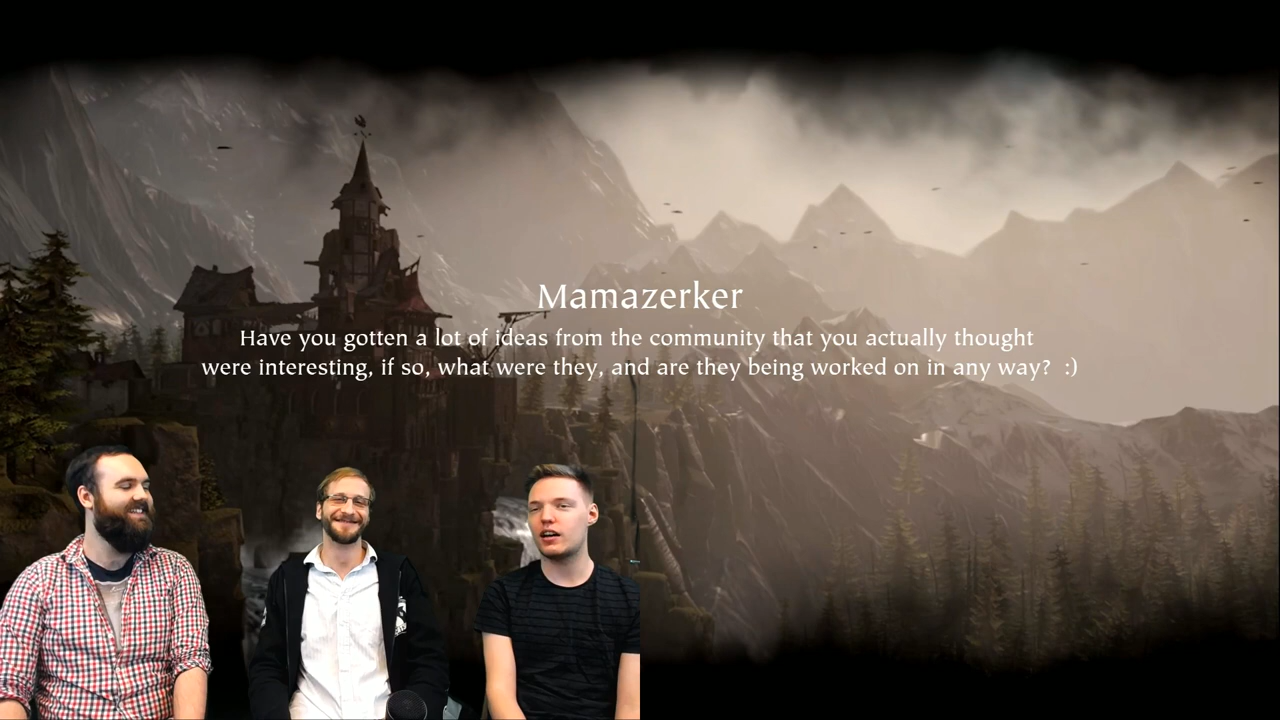 Mamazerker
Have you gotten a lot of ideas from the community that you actually thought
were interesting, if so, what were they, and are they being worked on in any way?  :)